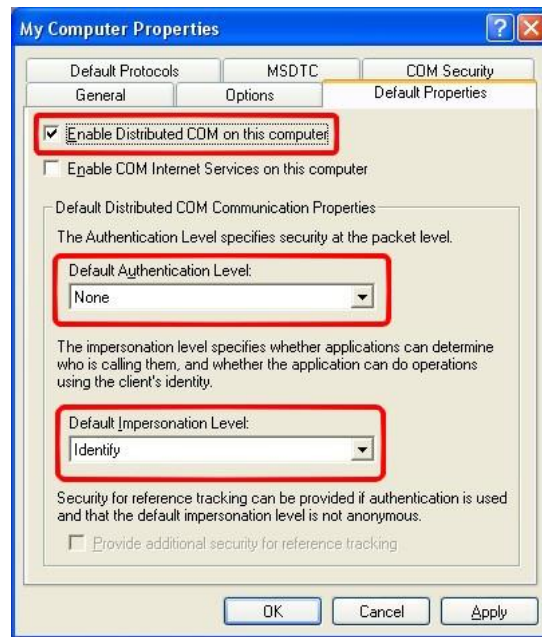 My Computer Properties
Default Protocols MSDTC COM Security
General Options Default Properties
Enable Distributed COM on this computer
Enable COM Internet Services on this computer
Default Distributed COM Communication Properties
The Authentication Level specifies security at the packet level.
Default Authentication Level:
None
The impersonation level specifies whether applications can determine
who is calling them, and whether the application can do operations
using the client's identity.
Default Impersonation Level:
Identify
Security for reference tracking can be provided if authentication is used
and that the default impersonation level is not anonymous.
Provide additional security for reference tracking
OK Cancel Apply